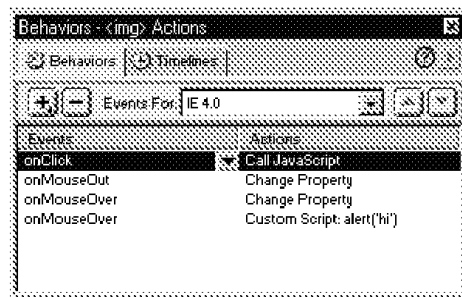 Behaviors - <img> Actions
Behaviors Timelines
Events For: IE 4.0
Events Actions
onClick Call JavaScript
onMouseOut Change Property
onMouseOver Change Property
onMouseOver Custom Script: alert('hi')